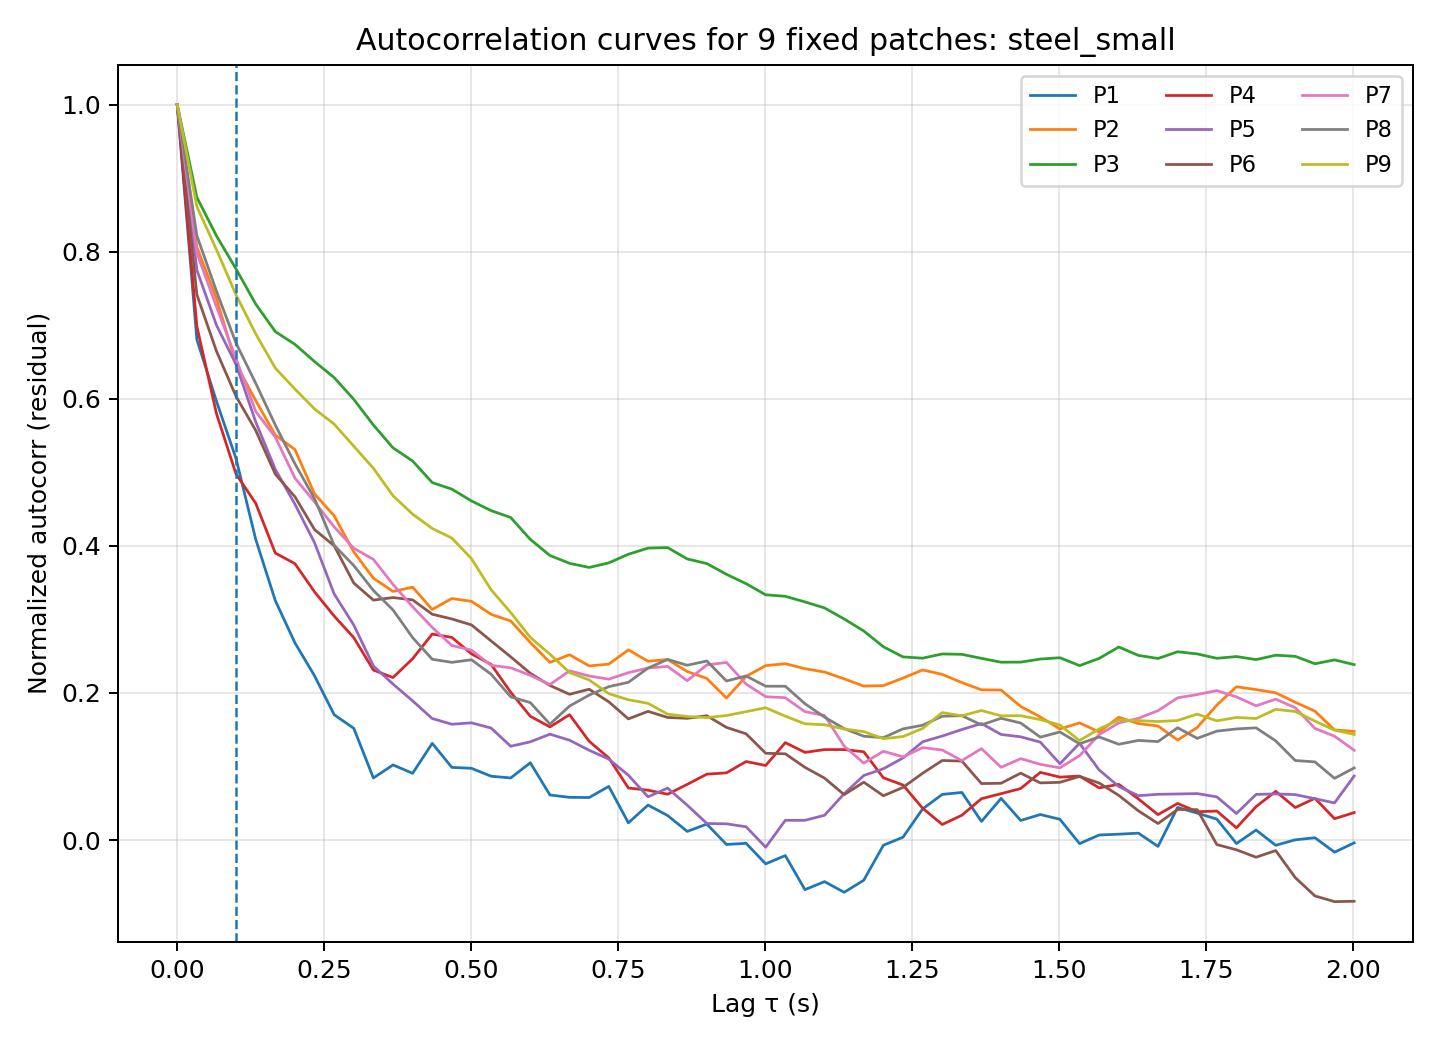 Autocorrelation curves for 9 fixed patches: steel_small
Normalized autocorr (residual)
1.0
0.8
0.6
0.4
0.2
0.0
P1 P4 P7
P2 P5 P8
P3 P6 P9
0.00 0.25 0.50 0.75 1.00 1.25 1.50 1.75 2.00
Lag τ (s)